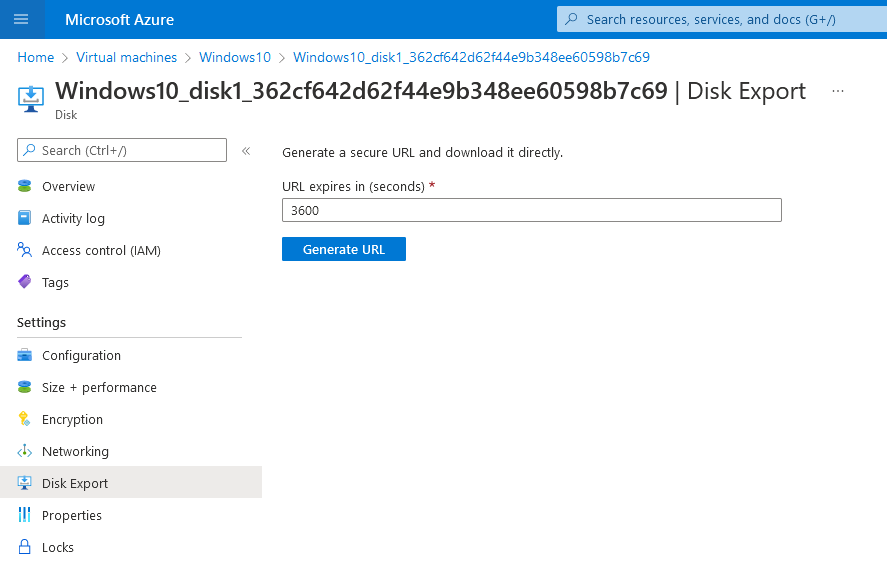 Microsoft Azure
Search resources, services, and docs (G+/)
Home > Virtual machines > Windows10 > Windows10_disk1_362cf642d62f44e9b348ee60598b7c69
Windows10_disk1_362cf642d62f44e9b348ee60598b7c69 | Disk Export ...
Disk
Search (Ctrl+/)
«
Overview
Activity log
Access control (IAM)
Tags
Settings
Configuration
Size + performance
Encryption
Networking
Disk Export
Properties
Locks
Generate a secure URL and download it directly.
URL expires in (seconds) *
3600
Generate URL